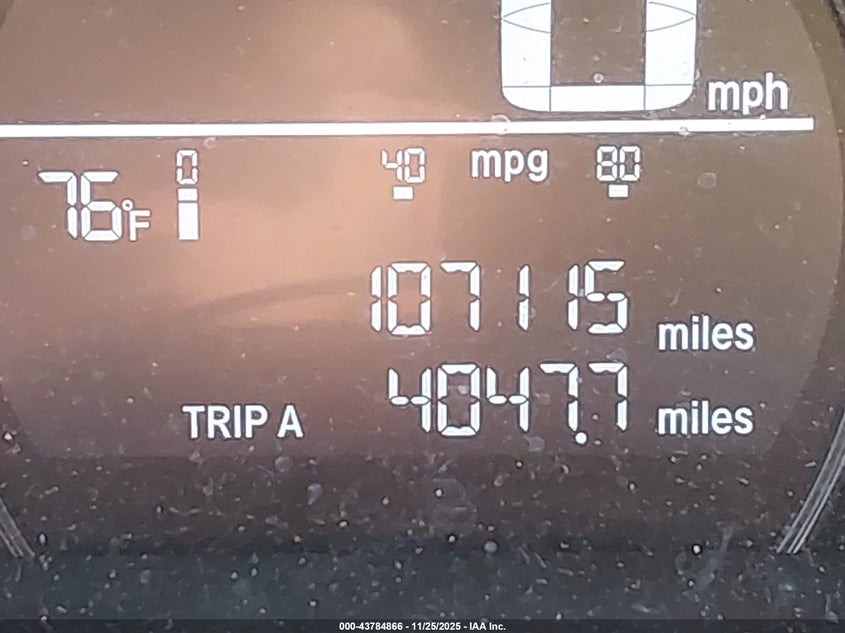 0 mph
0 40 mpg 80
76°F
107115 miles
TRIP A 4047.7 miles
000-43784866 - 11/25/2025 - IAA Inc.